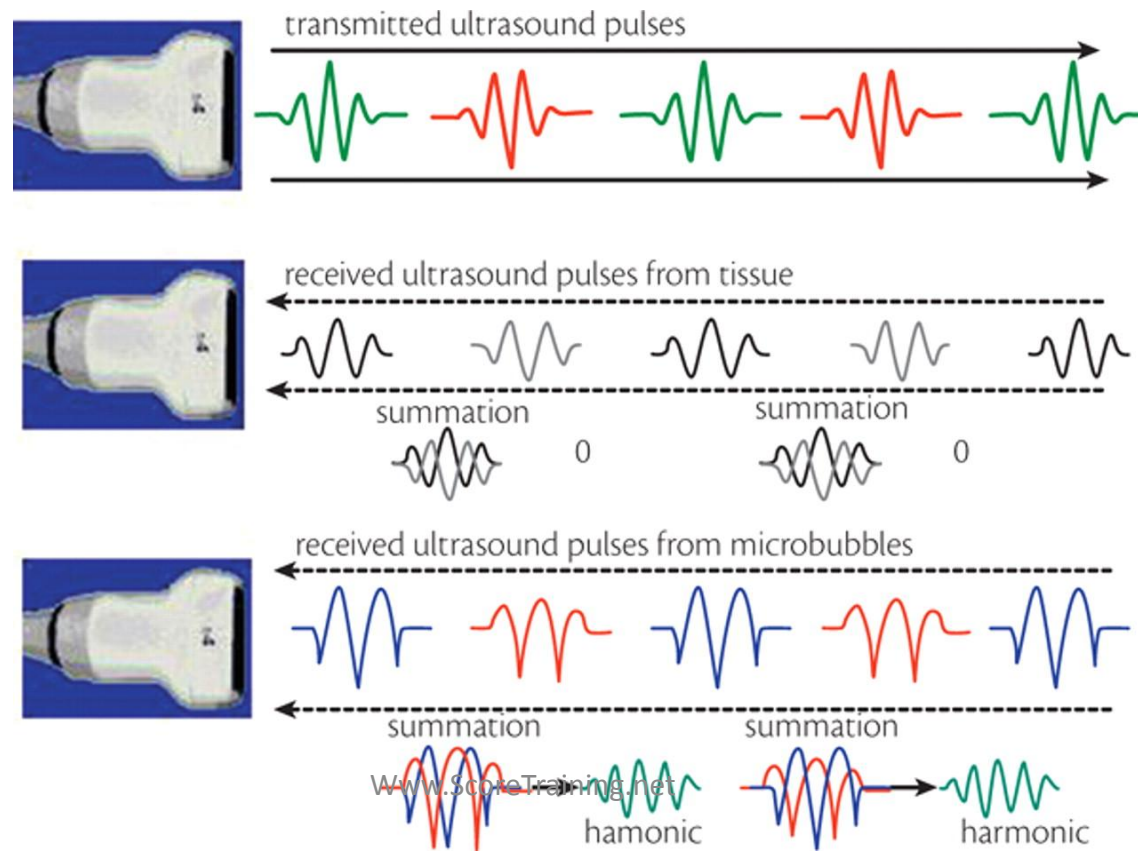 transmitted ultrasound pulses
received ultrasound pulses from tissue
summation
summation
0
0
received ultrasound pulses from microbubbles
summation
summation
Www.ScoreTraining.net
hamonic
harmonic